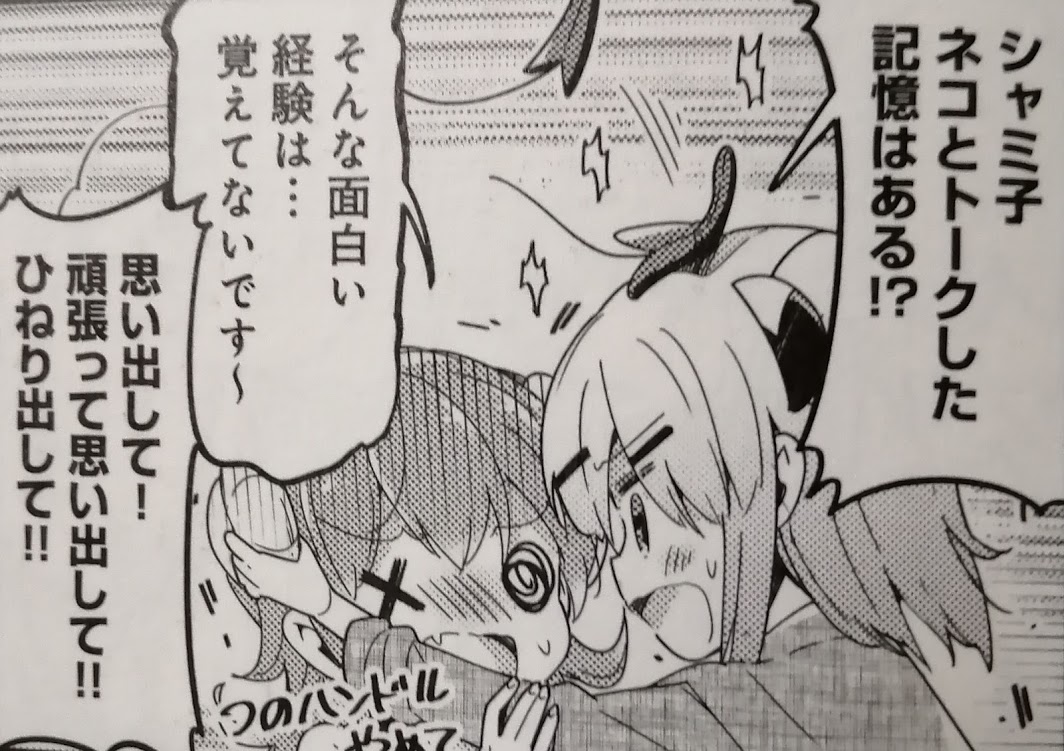 シャミ子
ネコとトークした
記憶はある!?
そんな面白い
経験は…
覚えてないです～
思い出して！
頑張って思い出して!!
ひねり出して!!
つのハンドル
やめて